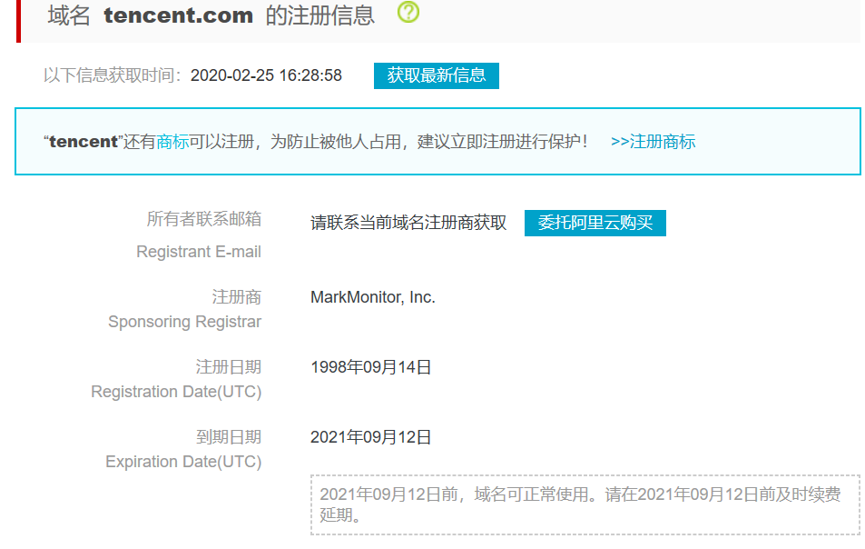 域名 tencent.com 的注册信息 ?
以下信息获取时间：2020-02-25 16:28:58 获取最新信息
“tencent”还有商标可以注册，为防止被他人占用，建议立即注册进行保护！ >>注册商标
所有者联系邮箱 请联系当前域名注册商获取 委托阿里云购买
Registrant E-mail
注册商 MarkMonitor, Inc.
Sponsoring Registrar
注册日期 1998年09月14日
Registration Date(UTC)
到期日期 2021年09月12日
Expiration Date(UTC)
2021年09月12日前，域名可正常使用。请在2021年09月12日前及时续费
延期。